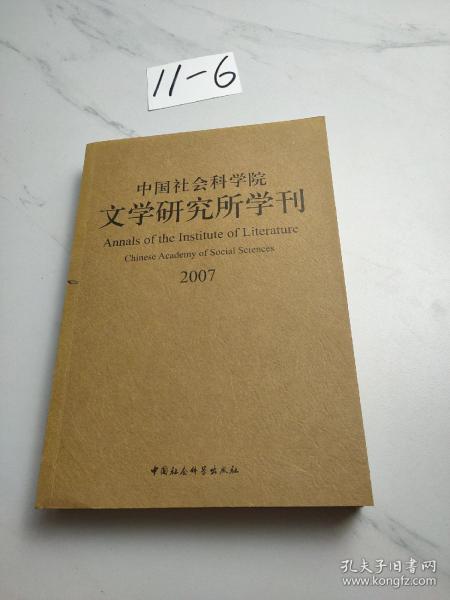 11-6
中国社会科学院
文学研究所学刊
Annals of the Institute of Literature
Chinese Academy of Social Sciences
2007
中国社会科学出版社
孔夫子旧书网
www.kongfz.com